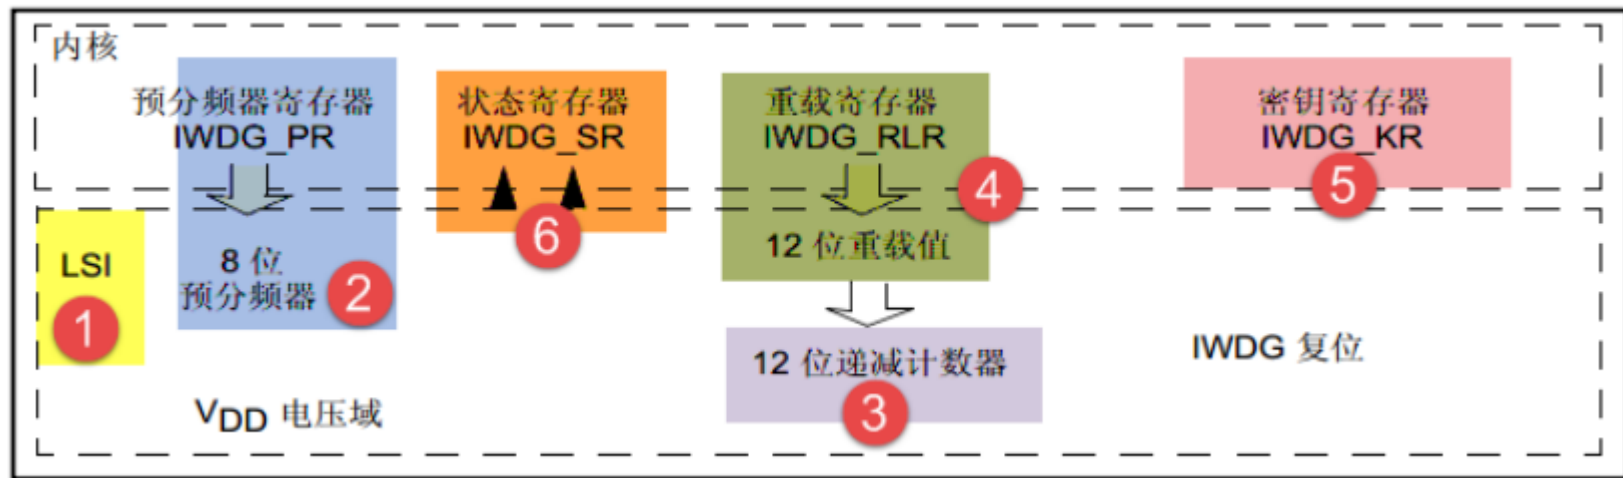 内核
预分频器寄存器
IWDG_PR
状态寄存器
IWDG_SR
重载寄存器
IWDG_RLR
密钥寄存器
IWDG_KR
5
4
6
LSI
1
8 位
预分频器
2
12 位重载值
12 位递减计数器
3
IWDG 复位
VDD 电压域